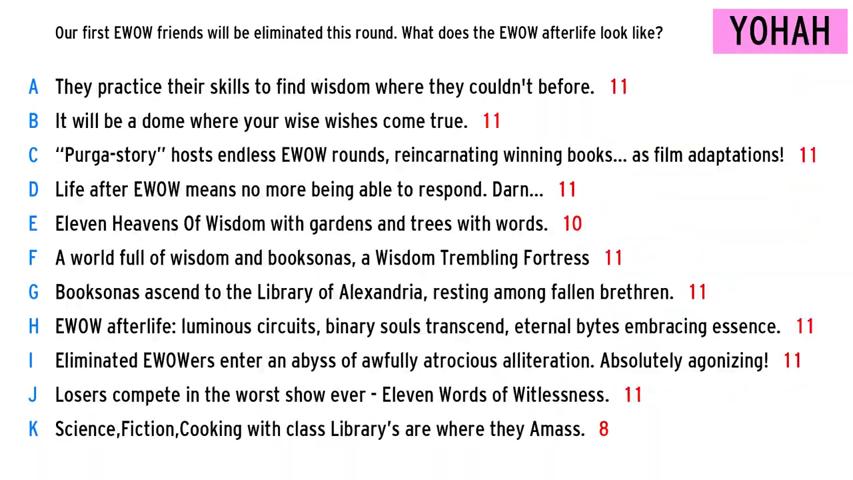 Our first EWOW friends will be eliminated this round. What does the EWOW afterlife look like?
YOHAH
A They practice their skills to find wisdom where they couldn't before. 11
B It will be a dome where your wise wishes come true. 11
C “Purga-story” hosts endless EWOW rounds, reincarnating winning books... as film adaptations! 11
D Life after EWOW means no more being able to respond. Darn... 11
E Eleven Heavens Of Wisdom with gardens and trees with words. 10
F A world full of wisdom and booksonas, a Wisdom Trembling Fortress 11
G Booksonas ascend to the Library of Alexandria, resting among fallen brethren. 11
H EWOW afterlife: luminous circuits, binary souls transcend, eternal bytes embracing essence. 11
I Eliminated EWOWers enter an abyss of awfully atrocious alliteration. Absolutely agonizing! 11
J Losers compete in the worst show ever - Eleven Words of Witlessness. 11
K Science,Fiction,Cooking with class Library’s are where they Amass. 8